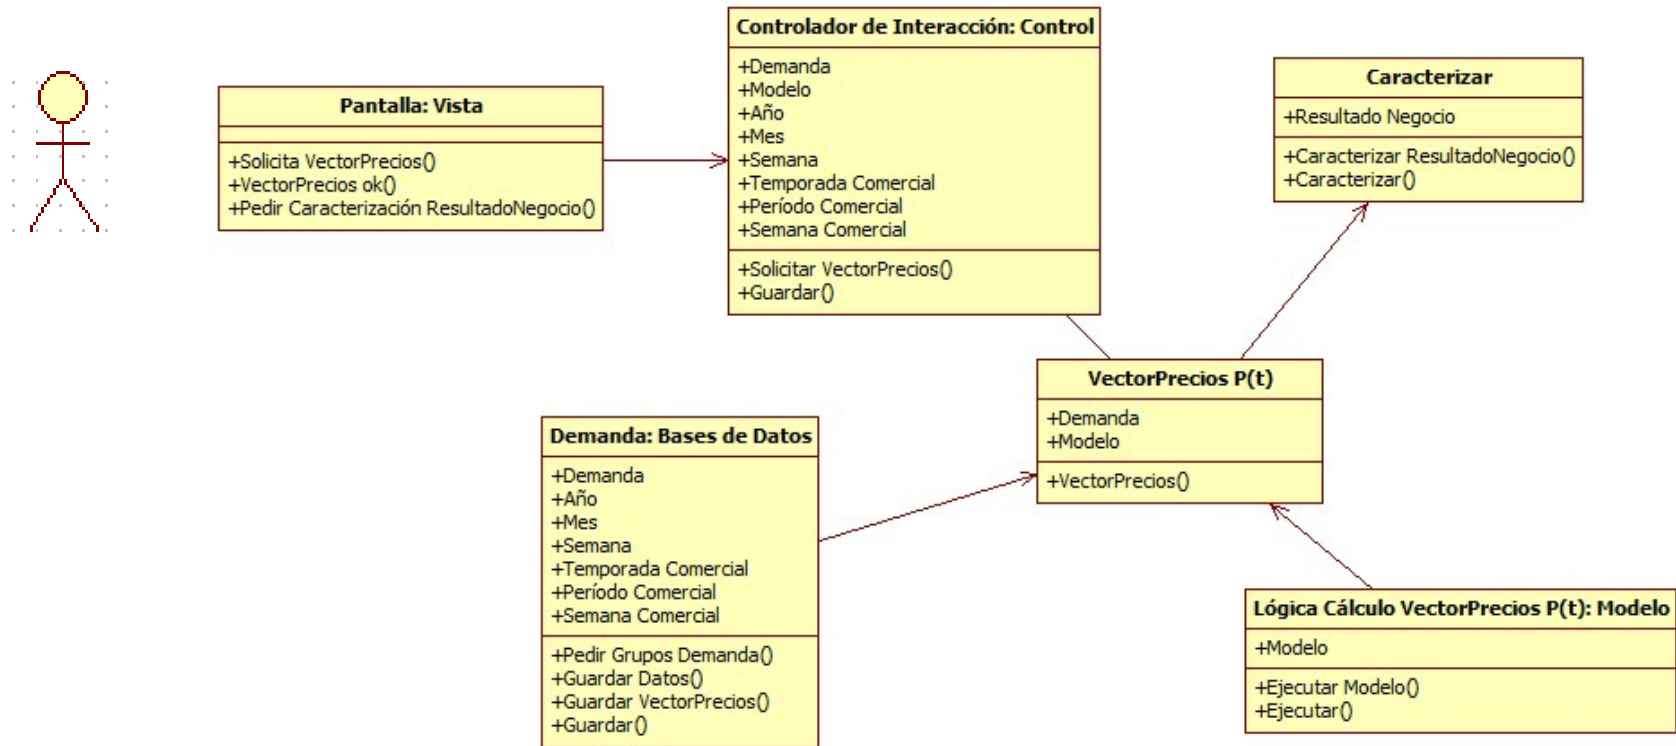 Pantalla: Vista
+Solicita VectorPrecios()
+VectorPrecios ok()
+Pedir Caracterización ResultadoNegocio()
Controlador de Interacción: Control
+Demanda
+Modelo
+Año
+Mes
+Semana
+Temporada Comercial
+Período Comercial
+Semana Comercial
+Solicitar VectorPrecios()
+Guardar()
Caracterizar
+Resultado Negocio
+Caracterizar ResultadoNegocio()
+Caracterizar()
VectorPrecios P(t)
+Demanda
+Modelo
+VectorPrecios()
Demanda: Bases de Datos
+Demanda
+Año
+Mes
+Semana
+Temporada Comercial
+Período Comercial
+Semana Comercial
+Pedir Grupos Demanda()
+Guardar Datos()
+Guardar VectorPrecios()
+Guardar()
Lógica Cálculo VectorPrecios P(t): Modelo
+Modelo
+Ejecutar Modelo()
+Ejecutar()